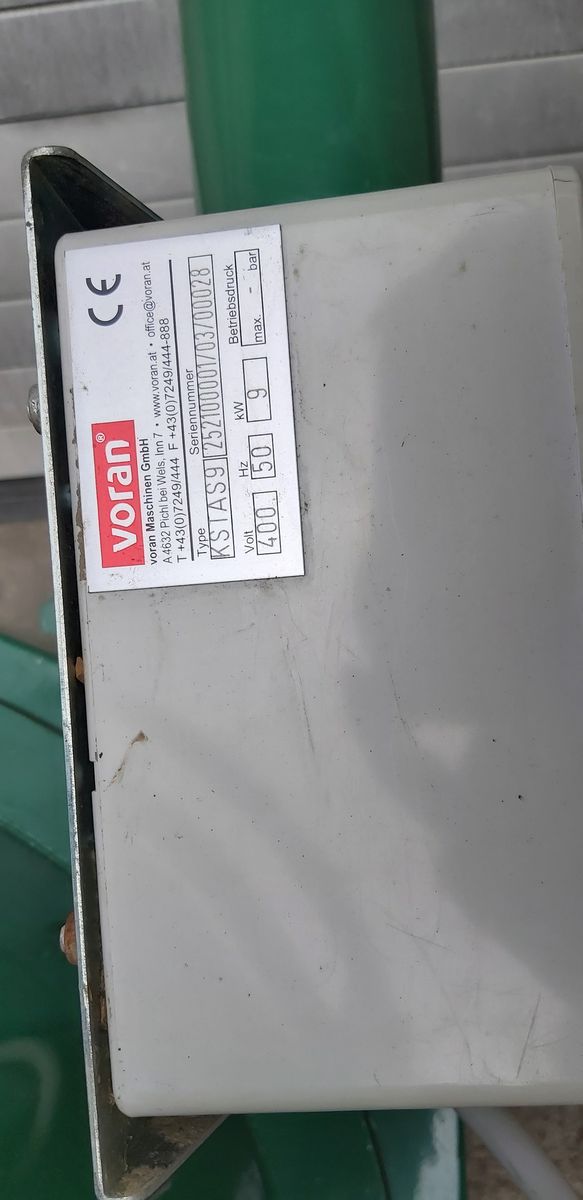 voran®
CE
voran Maschinen GmbH
A 4632 Pichl bei Wels, Inn 7 • www.voran.at • office@voran.at
T +43(0)7249/444 F +43(0)7249/444-888
Type Seriennummer
KSTAS9 252100001/03/00028
Volt Hz kW Betriebsdruck
400 50 9 max. - bar